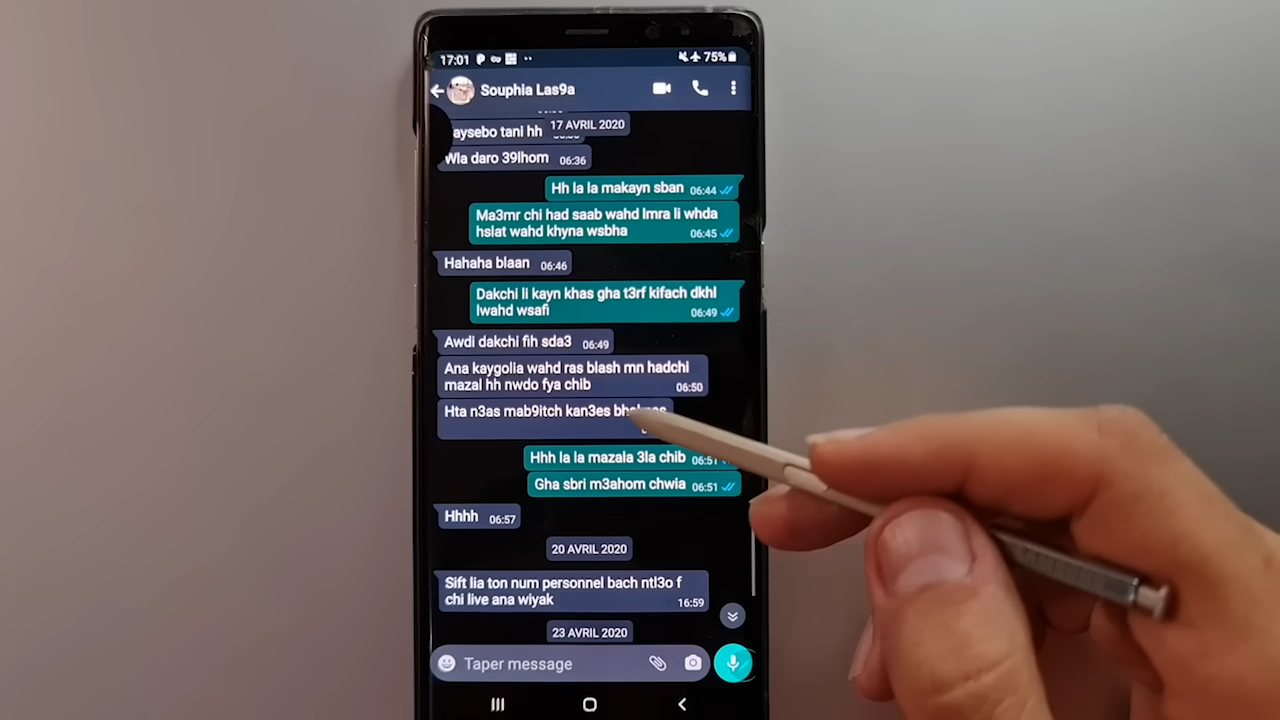 17:01
75%
Souphia Las9a
17 AVRIL 2020
aysebo tani hh
Wla daro 39lhom 06:36
Hh la la makayn sban 06:44
Ma3mr chi had saab wahd lmra li whda
hslat wahd khyna wsbha 06:45
Hahaha blaan 06:46
Dakchi li kayn khas gha t3rf kifach dkhl
lwahd wsafi 06:49
Awdi dakchi fih sda3 06:49
Ana kaygolia wahd ras blash mn hadchi
mazal hh nwdo fya chib 06:50
Hta n3as mab9itch kan3es
Hhh la la mazala 3la chib 06:51
Gha sbri m3ahom chwia 06:51
Hhhh 06:57
20 AVRIL 2020
Sift lia ton num personnel bach ntl3o f
chi live ana wiyak 16:59
23 AVRIL 2020
Taper message